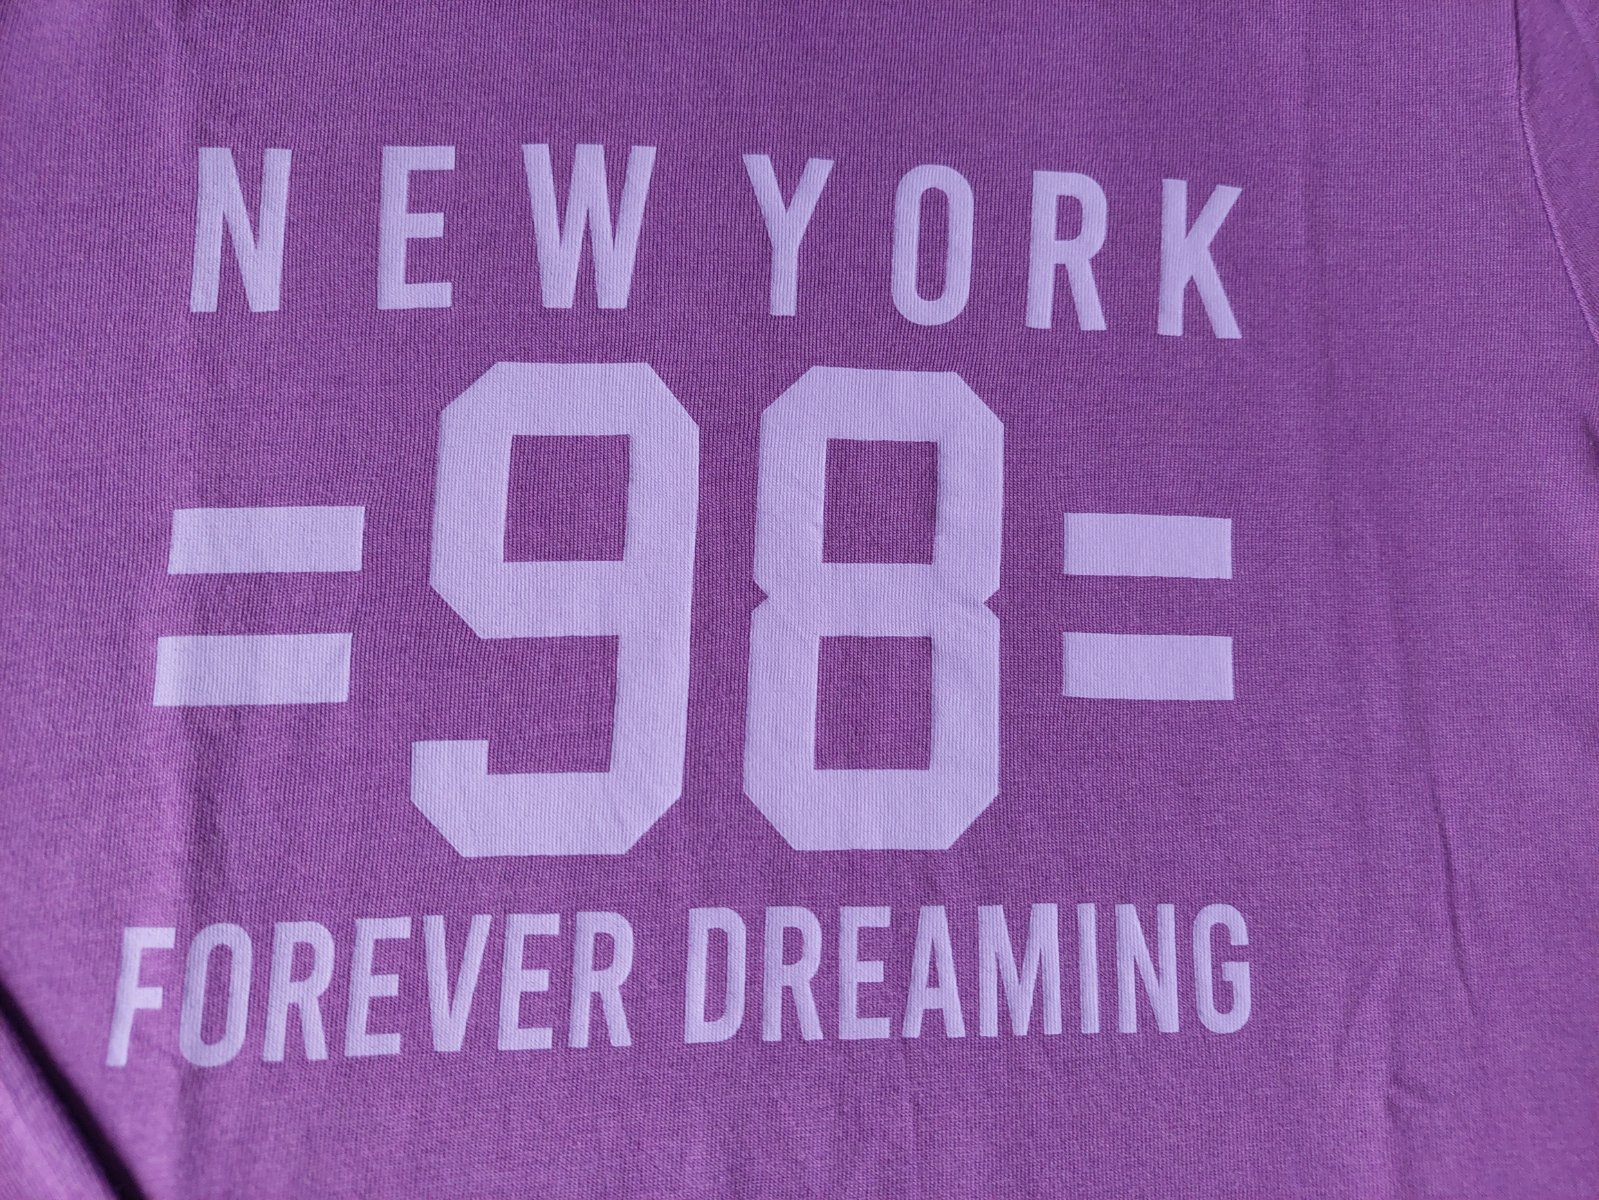 NEW YORK
=98=
FOREVER DREAMING